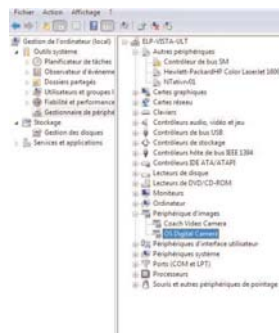 Fichier Action Affichage ?
Gestion de l'ordinateur (local)
Outils système
Planificateur de tâches
Observateur d'événeme
Dossiers partagés
Utilisateurs et groupes l
Fiabilité et performance
Gestionnaire de périphé
Stockage
Gestion des disques
Services et applications
ELP-VISTA-ULT
Autres périphériques
Contrôleur de bus SM
Hewlett-PackardHP Color LaserJet 1600
Cartes graphiques
Cartes réseau
Claviers
Contrôleurs audio, vidéo et jeu
Contrôleurs de bus USB
Contrôleurs de stockage
Contrôleurs hôte de bus IEEE 1394
Contrôleurs IDE ATA/ATAPI
Lecteurs de disque
Lecteurs de DVD/CD-ROM
Moniteurs
Ordinateur
Périphérique d'images
Coach Video Camera
OS Digital Camera
Périphériques d'interface utilisateur
Périphériques système
Ports (COM et LPT)
Processeurs
Souris et autres périphériques de pointage